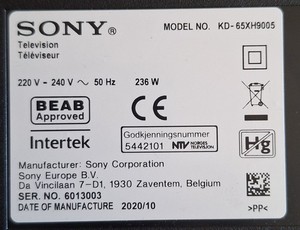 SONY® MODEL NO. KD-65XH9005
Television
Téléviseur
220 V - 240 V ~ 50 Hz 236 W
BEAB
Approved
Intertek
CE
Godkjenningsnummer
5442101 NTV NORGES TELEVISJON
Hg
Manufacturer: Sony Corporation
Sony Europe B.V.
Da Vincilaan 7-D1, 1930 Zaventem, Belgium
SER. NO. 6013003
DATE OF MANUFACTURE 2020/10
>PP<